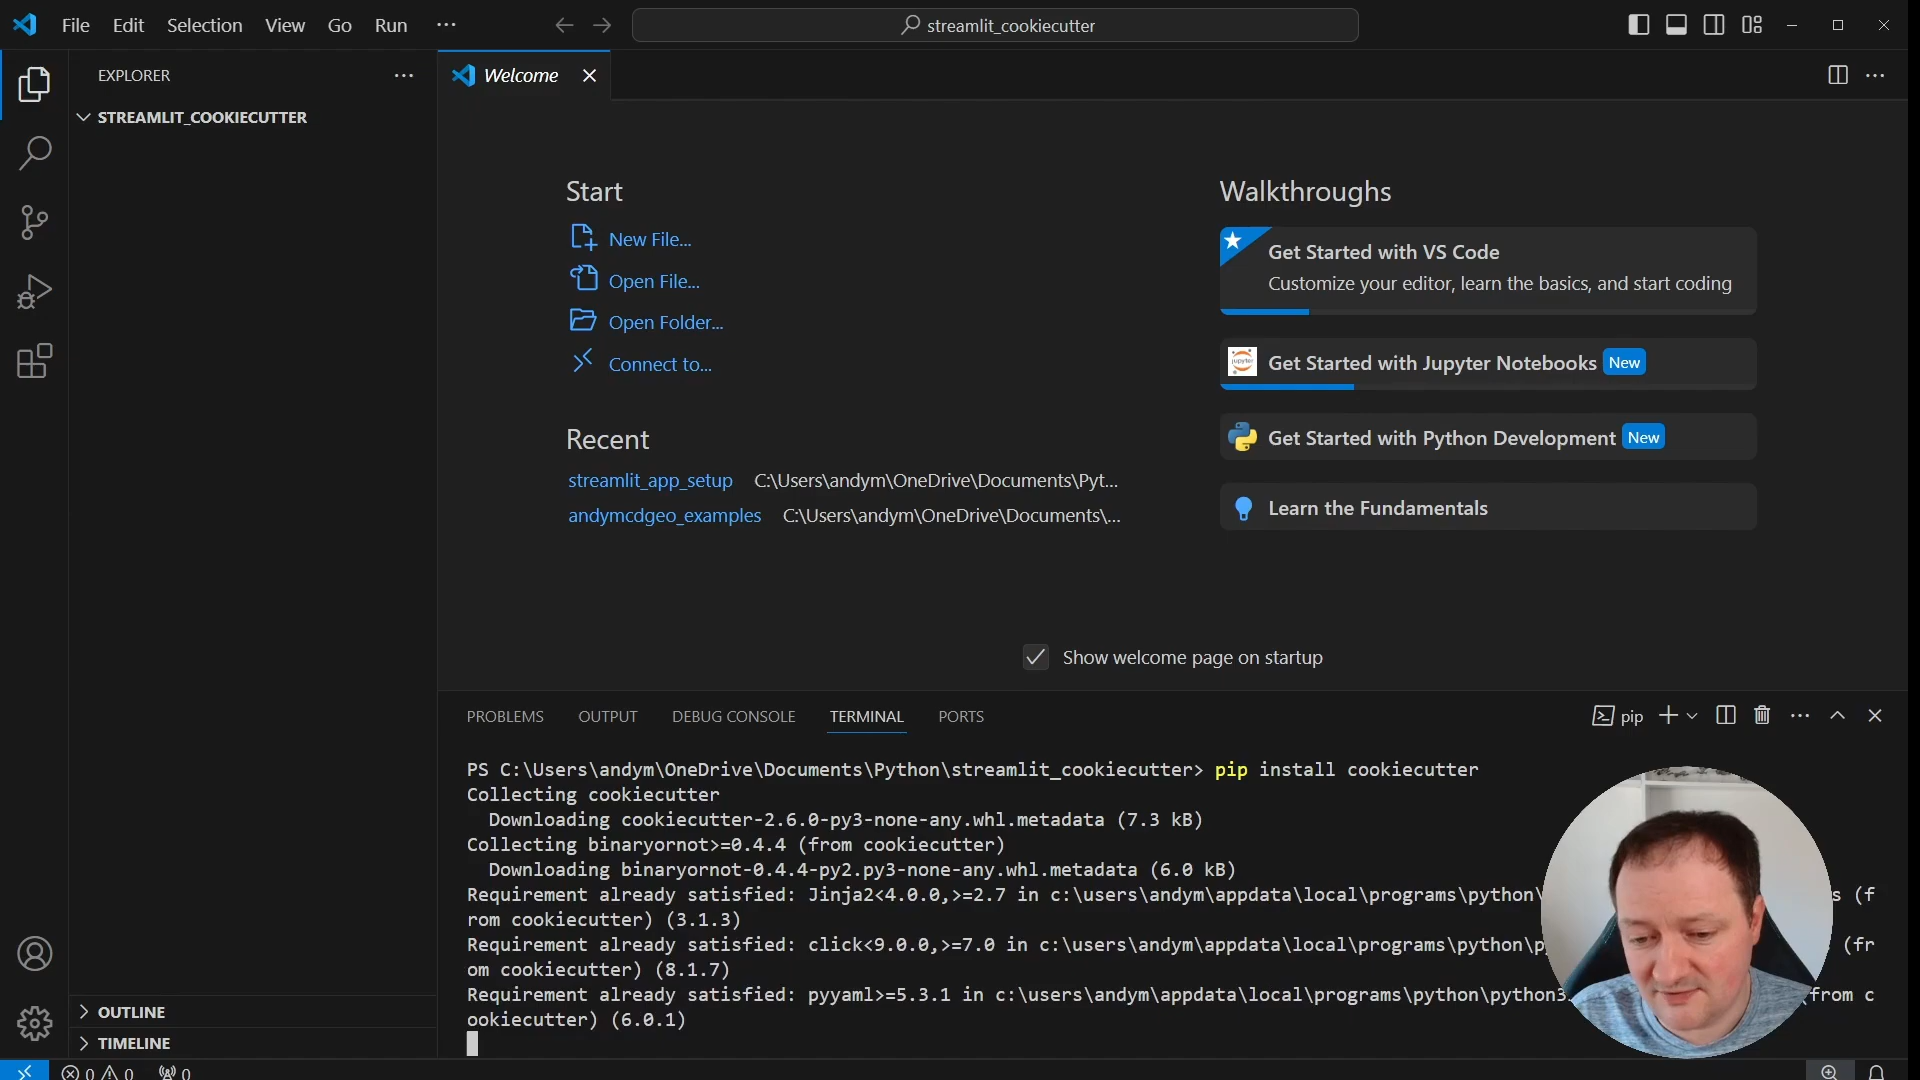 File Edit Selection View Go Run ···
streamlit_cookiecutter
EXPLORER
STREAMLIT_COOKIECUTTER
Welcome
Start
New File...
Open File...
Open Folder...
Connect to...
Recent
streamlit_app_setup C:\Users\andym\OneDrive\Documents\Pyt...
andymcdgeo_examples C:\Users\andym\OneDrive\Documents\...
Walkthroughs
Get Started with VS Code
Customize your editor, learn the basics, and start coding
Get Started with Jupyter Notebooks New
Get Started with Python Development New
Learn the Fundamentals
Show welcome page on startup
PROBLEMS OUTPUT DEBUG CONSOLE TERMINAL PORTS
pip
PS C:\Users\andym\OneDrive\Documents\Python\streamlit_cookiecutter> pip install cookiecutter
Collecting cookiecutter
Downloading cookiecutter-2.6.0-py3-none-any.whl.metadata (7.3 kB)
Collecting binaryornot>=0.4.4 (from cookiecutter)
Downloading binaryornot-0.4.4-py2.py3-none-any.whl.metadata (6.0 kB)
Requirement already satisfied: Jinja2<4.0.0,>=2.7 in c:\users\andym\appdata\local\programs\python\ s (f
rom cookiecutter) (3.1.3)
Requirement already satisfied: click<9.0.0,>=7.0 in c:\users\andym\appdata\local\programs\python\p (fr
om cookiecutter) (8.1.7)
Requirement already satisfied: pyyaml>=5.3.1 in c:\users\andym\appdata\local\programs\python\python3 (from c
ookiecutter) (6.0.1)
OUTLINE
TIMELINE
0 0 0